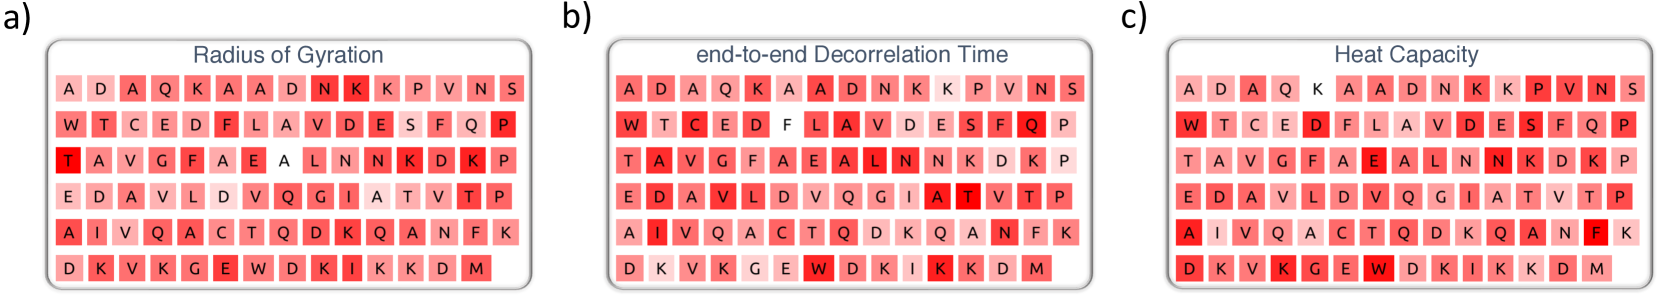 a)
Radius of Gyration
A D A Q K A A D N K K P V N S
W T C E D F L A V D E S F Q P
T A V G F A E A L N N K D K P
E D A V L D V Q G I A T V T P
A I V Q A C T Q D K Q A N F K
D K V K G E W D K I K K D M
b)
end-to-end Decorrelation Time
A D A Q K A A D N K K P V N S
W T C E D F L A V D E S F Q P
T A V G F A E A L N N K D K P
E D A V L D V Q G I A T V T P
A I V Q A C T Q D K Q A N F K
D K V K G E W D K I K K D M
c)
Heat Capacity
A D A Q K A A D N K K P V N S
W T C E D F L A V D E S F Q P
T A V G F A E A L N N K D K P
E D A V L D V Q G I A T V T P
A I V Q A C T Q D K Q A N F K
D K V K G E W D K I K K D M